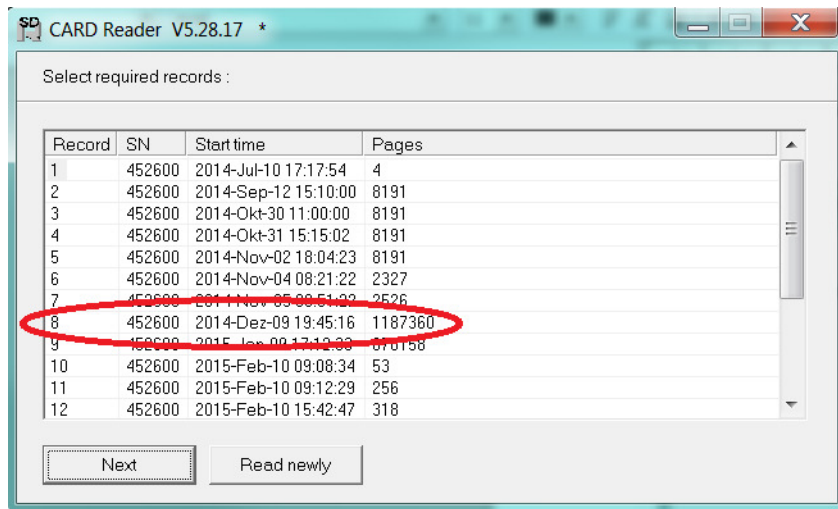 SD CARD Reader V5.28.17 *
Select required records :
Record SN Start time Pages
1 452600 2014-Jul-10 17:17:54 4
2 452600 2014-Sep-12 15:10:00 8191
3 452600 2014-Okt-30 11:00:00 8191
4 452600 2014-Okt-31 15:15:02 8191
5 452600 2014-Nov-02 18:04:23 8191
6 452600 2014-Nov-04 08:21:22 2327
7 452600 2526
8 452600 2014-Dez-09 19:45:16 1187360
9 452600
10 452600 2015-Feb-10 09:08:34 53
11 452600 2015-Feb-10 09:12:29 256
12 452600 2015-Feb-10 15:42:47 318
Next Read newly